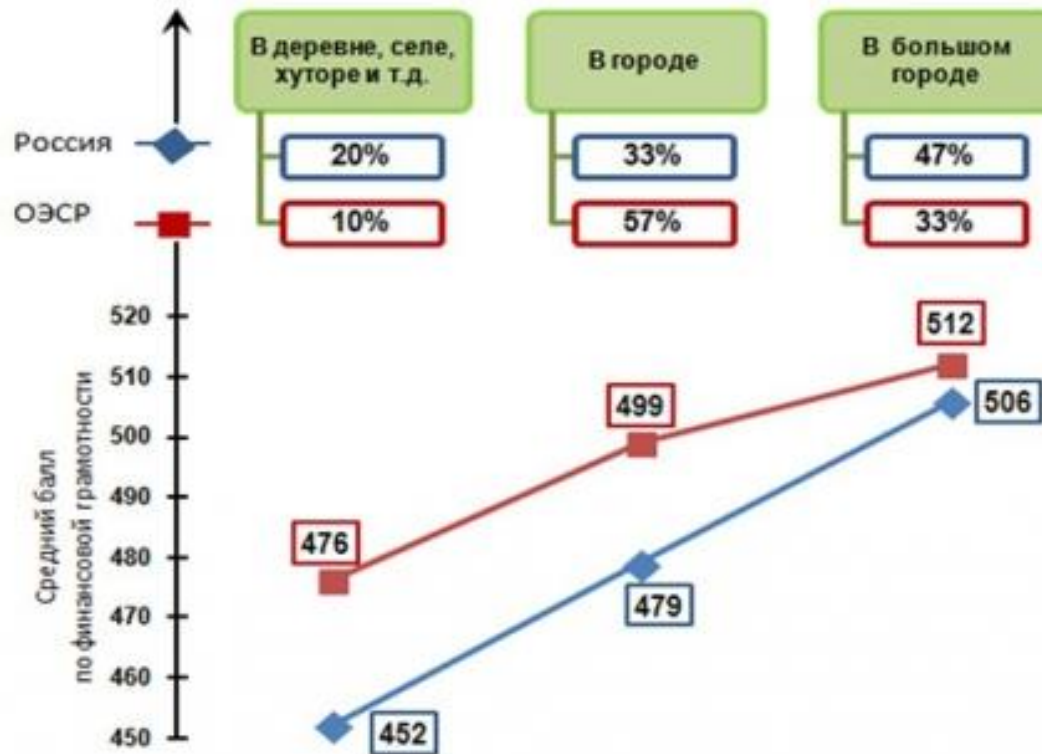 В деревне, селе,
хуторе и т.д.
В городе
В большом
городе
Россия
20%
33%
47%
ОЭСР
10%
57%
33%
Средний балл
по финансовой грамотности
520
510
500
490
480
470
460
450
476
499
512
452
479
506